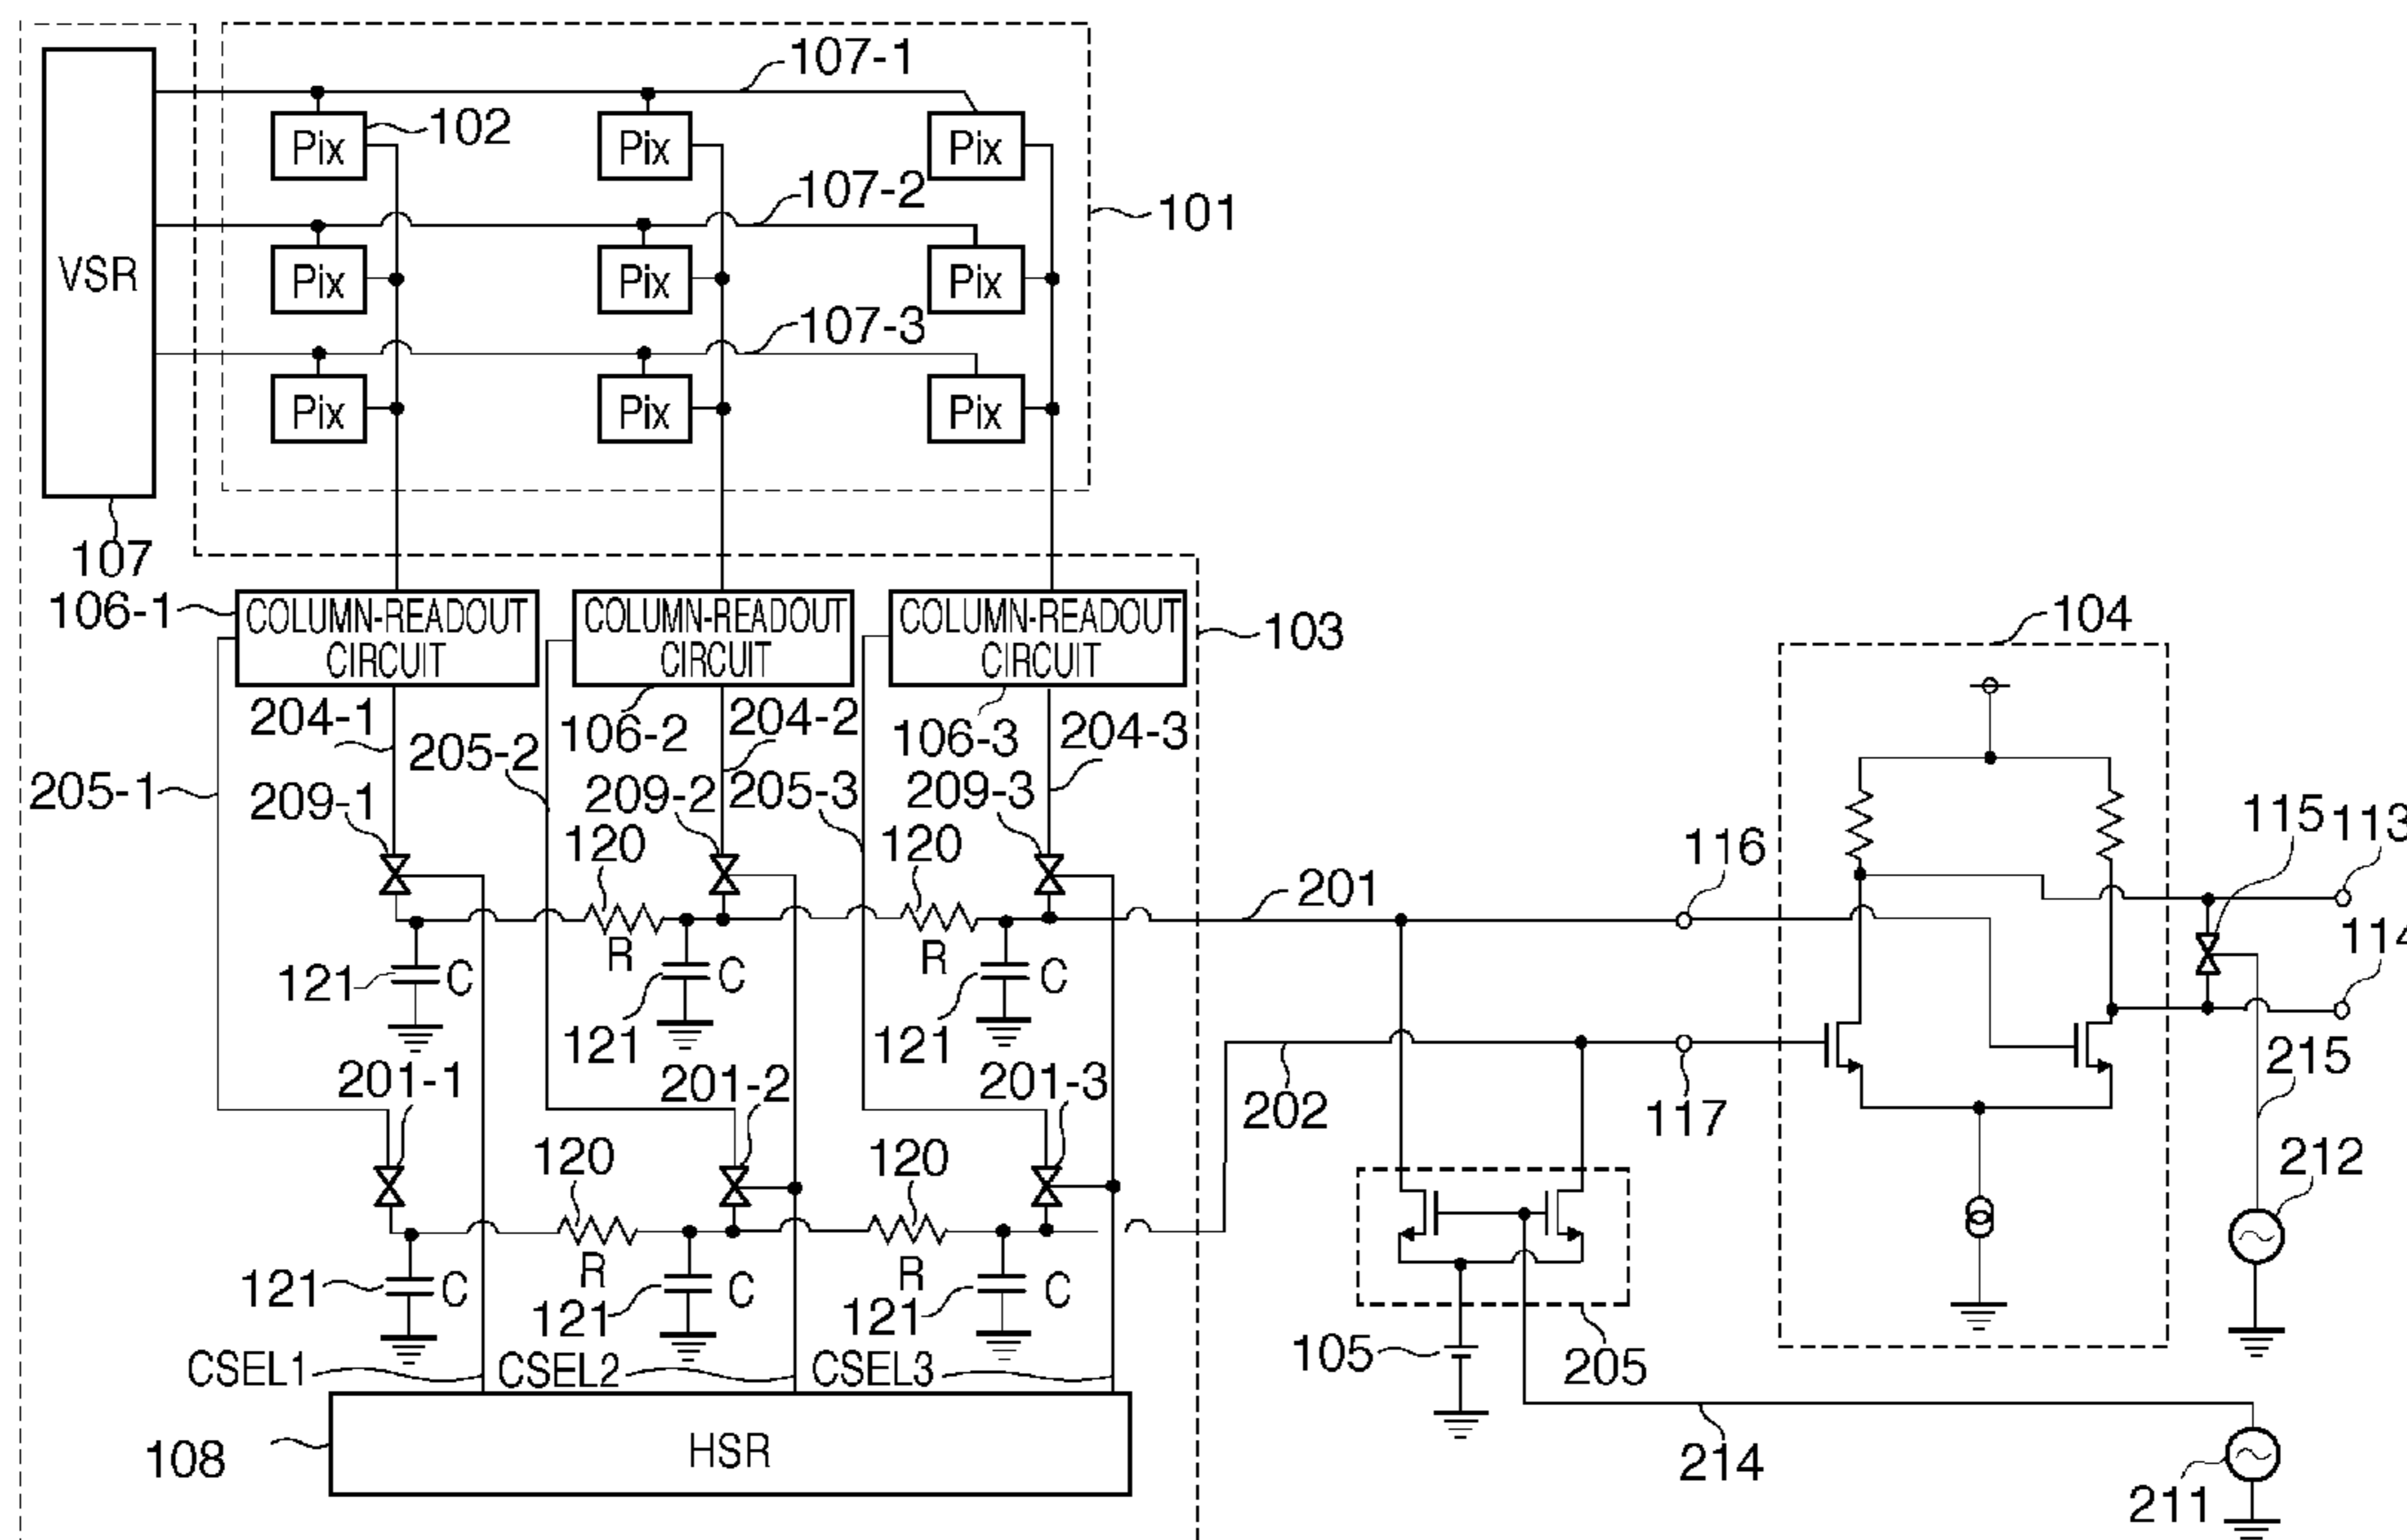 107-1
Pix
102
Pix
Pix
107-2
101
VSR
Pix
Pix
Pix
107-3
Pix
Pix
Pix
107
106-1
COLUMN-READOUT
CIRCUIT
COLUMN-READOUT
CIRCUIT
COLUMN-READOUT
CIRCUIT
103
104
204-1
106-2
204-2
106-3
204-3
205-2
205-1
209-1
209-2
205-3
209-3
120
120
116
115
113
201
114
R
R
121
C
C
C
121
121
201-1
201-2
201-3
202
117
215
120
120
212
R
R
121
C
121
C
121
C
105
205
CSEL1
CSEL2
CSEL3
108
HSR
214
211